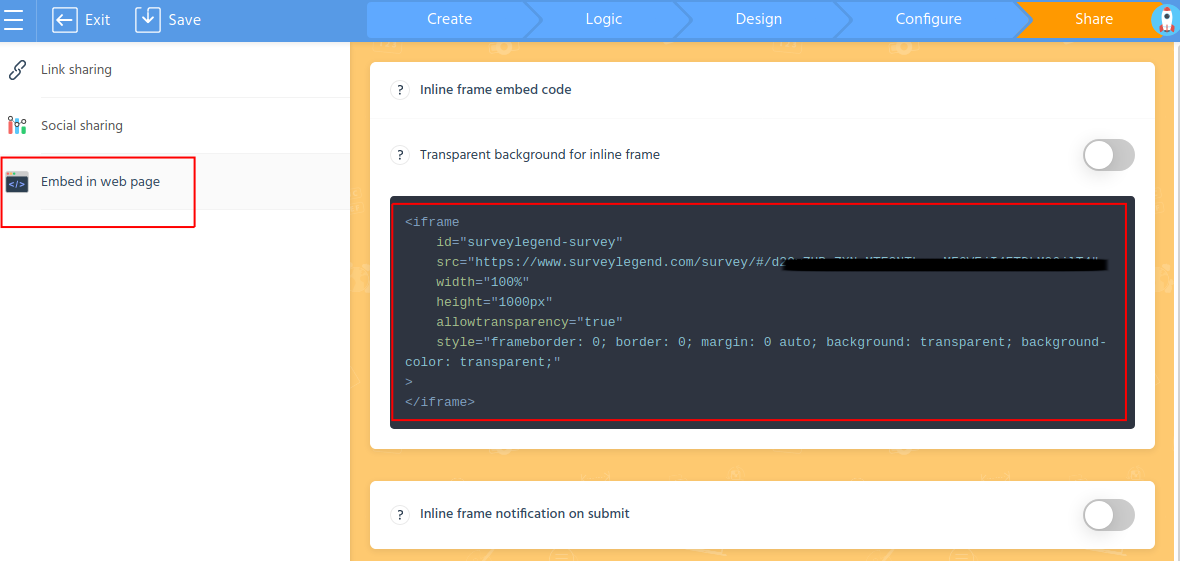 Exit Save Create Logic Design Configure Share
Link sharing
Social sharing
</> Embed in web page
? Inline frame embed code
? Transparent background for inline frame
<iframe
id="surveylegend-survey"
src="https://www.surveylegend.com/survey/#/d2
width="100%"
height="1000px"
allowtransparency="true"
style="frameborder: 0; border: 0; margin: 0 auto; background: transparent; background-
color: transparent;"
>
</iframe>
? Inline frame notification on submit